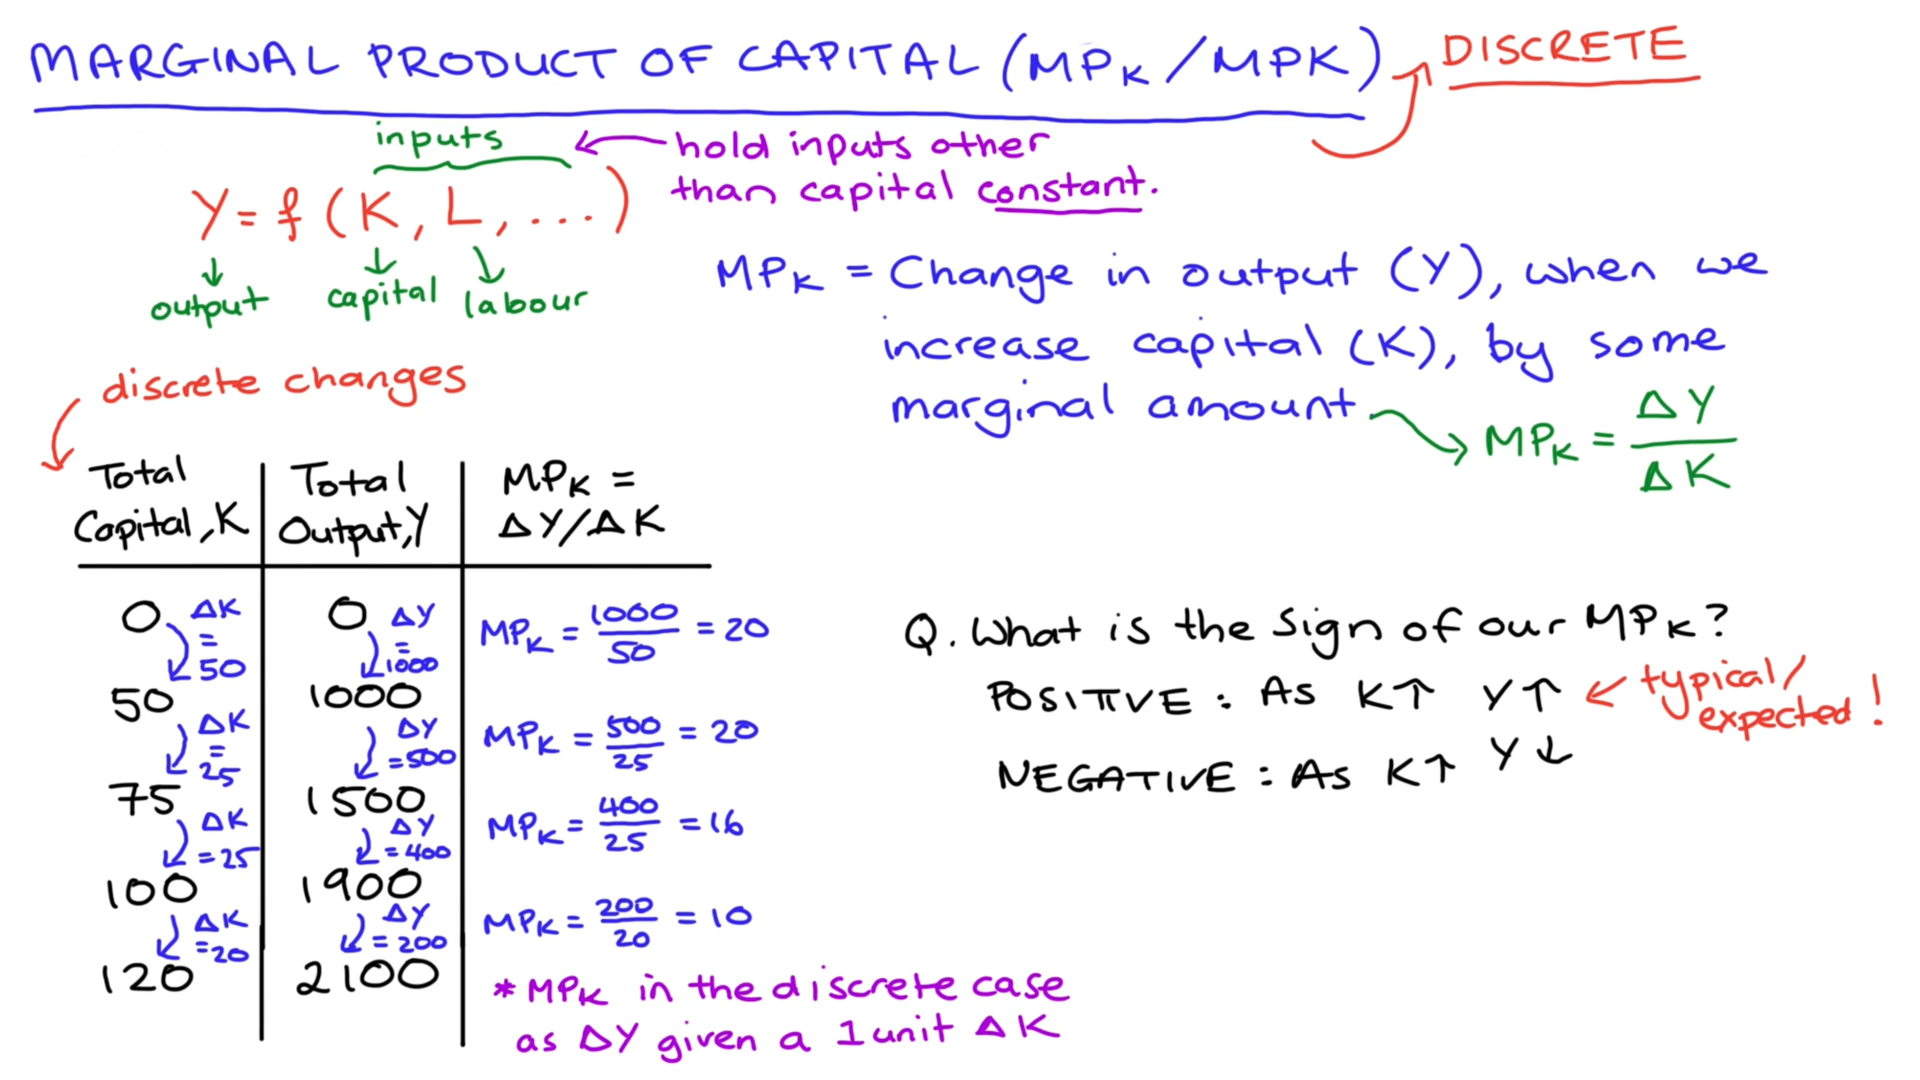 MARGINAL PRODUCT OF CAPITAL (MPK / MPK) DISCRETE
inputs
hold inputs other
than capital constant.
Y = f (K, L, ...)
output capital labour
MPK = Change in output (Y), when we
increase capital (K), by some
marginal amount
MPK = ΔY / ΔK
discrete changes
Total Capital, K
Total Output, Y
MPK = ΔY/ΔK
0 ΔK = 50 0 ΔY = 1000 MPK = 1000/50 = 20
50 ΔK = 25 1000 ΔY = 500 MPK = 500/25 = 20
75 ΔK = 25 1500 ΔY = 400 MPK = 400/25 = 16
100 ΔK = 20 1900 ΔY = 200 MPK = 200/20 = 10
120 2100
* MPK in the discrete case
as ΔY given a 1 unit ΔK
Q. What is the sign of our MPK?
POSITIVE : As K↑ Y↑ ← typical/
expected!
NEGATIVE : As K↑ Y↓